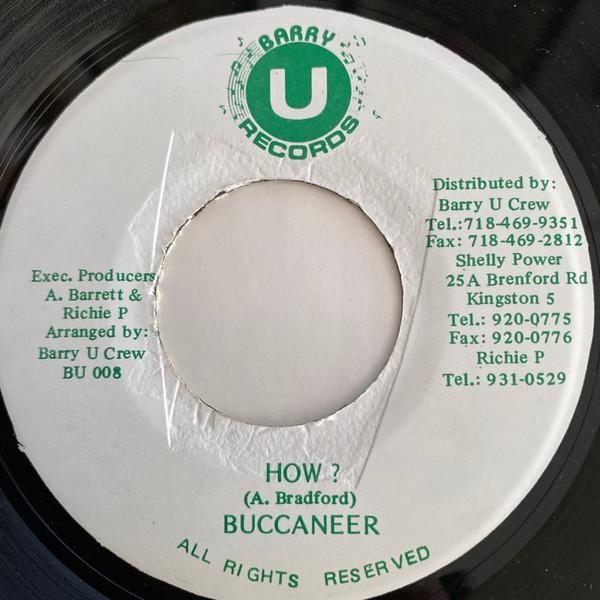 BARRY
U
RECORDS
Exec. Producers
A. Barrett &
Richie P
Arranged by:
Barry U Crew
BU 008
Distributed by:
Barry U Crew
Tel.:718-469-9351
Fax: 718-469-2812
Shelly Power
25A Brenford Rd
Kingston 5
Tel.: 920-0775
Fax: 920-0776
Richie P
Tel.: 931-0529
HOW ?
(A. Bradford)
BUCCANEER
ALL RIGHTS RESERVED